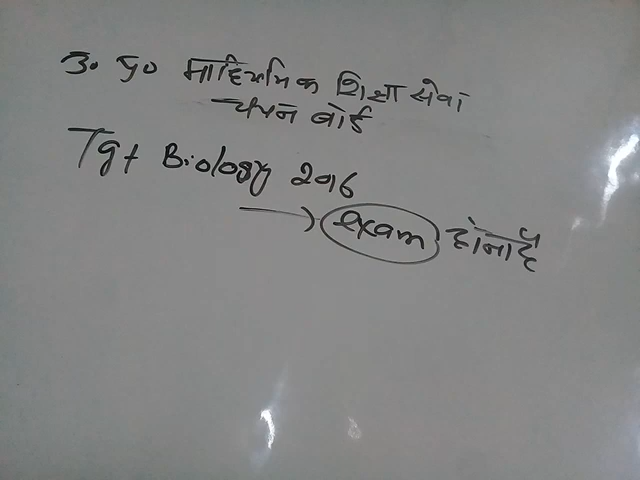 उ० प्र० माध्यमिक शिक्षा सेवा
चयन बोर्ड
Tgt Biology 2016
→ exam होना है